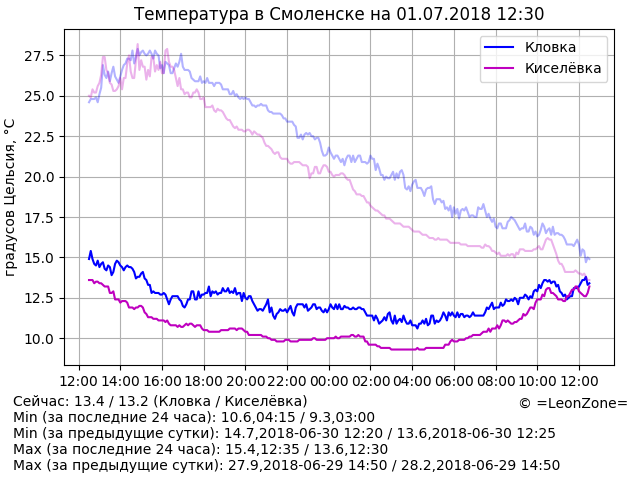 Температура в Смоленске на 01.07.2018 12:30
Кловка
Киселёвка
градусов Цельсия, °C
27.5
25.0
22.5
20.0
17.5
15.0
12.5
10.0
12:00 14:00 16:00 18:00 20:00 22:00 00:00 02:00 04:00 06:00 08:00 10:00 12:00
Сейчас: 13.4 / 13.2 (Кловка / Киселёвка)
© =LeonZone=
Min (за последние 24 часа): 10.6,04:15 / 9.3,03:00
Min (за предыдущие сутки): 14.7,2018-06-30 12:20 / 13.6,2018-06-30 12:25
Max (за последние 24 часа): 15.4,12:35 / 13.6,12:30
Max (за предыдущие сутки): 27.9,2018-06-29 14:50 / 28.2,2018-06-29 14:50